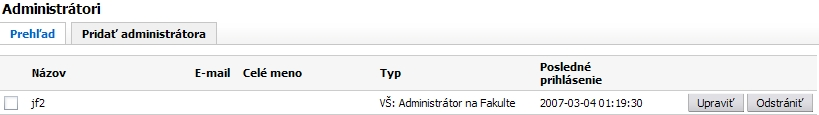 Administrátori
Prehľad Pridať administrátora
Názov E-mail Celé meno Typ Posledné prihlásenie
jf2 VŠ: Administrátor na Fakulte 2007-03-04 01:19:30 Upraviť Odstrániť